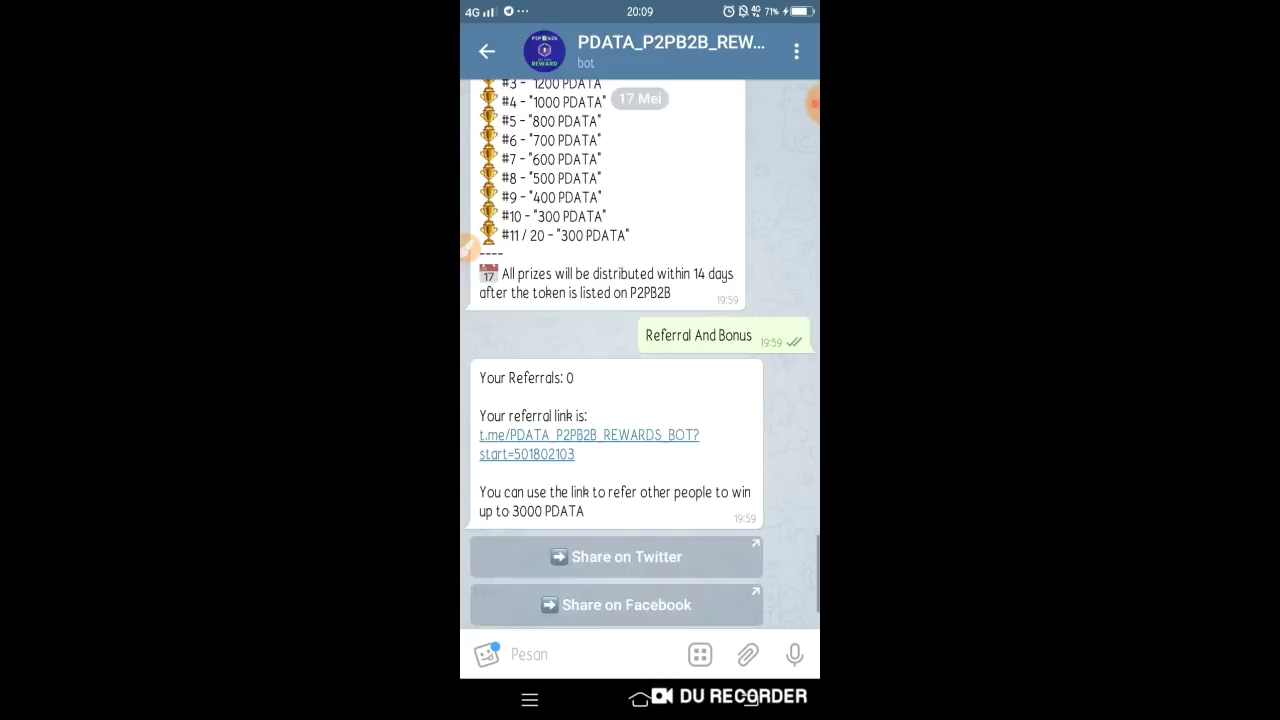 4G 20:09 4G 71%
PDATA_P2PB2B_REW...
bot
#3 - "1200 PDATA"
17 Mei
#4 - "1000 PDATA"
#5 - "800 PDATA"
#6 - "700 PDATA"
#7 - "600 PDATA"
#8 - "500 PDATA"
#9 - "400 PDATA"
#10 - "300 PDATA"
#11 / 20 - "300 PDATA"
----
17 All prizes will be distributed within 14 days
after the token is listed on P2PB2B
19:59
Referral And Bonus 19:59
Your Referrals: 0
Your referral link is:
t.me/PDATA_P2PB2B_REWARDS_BOT?
start=501802103
You can use the link to refer other people to win
up to 3000 PDATA
19:59
Share on Twitter
Share on Facebook
Pesan
DU RECORDER